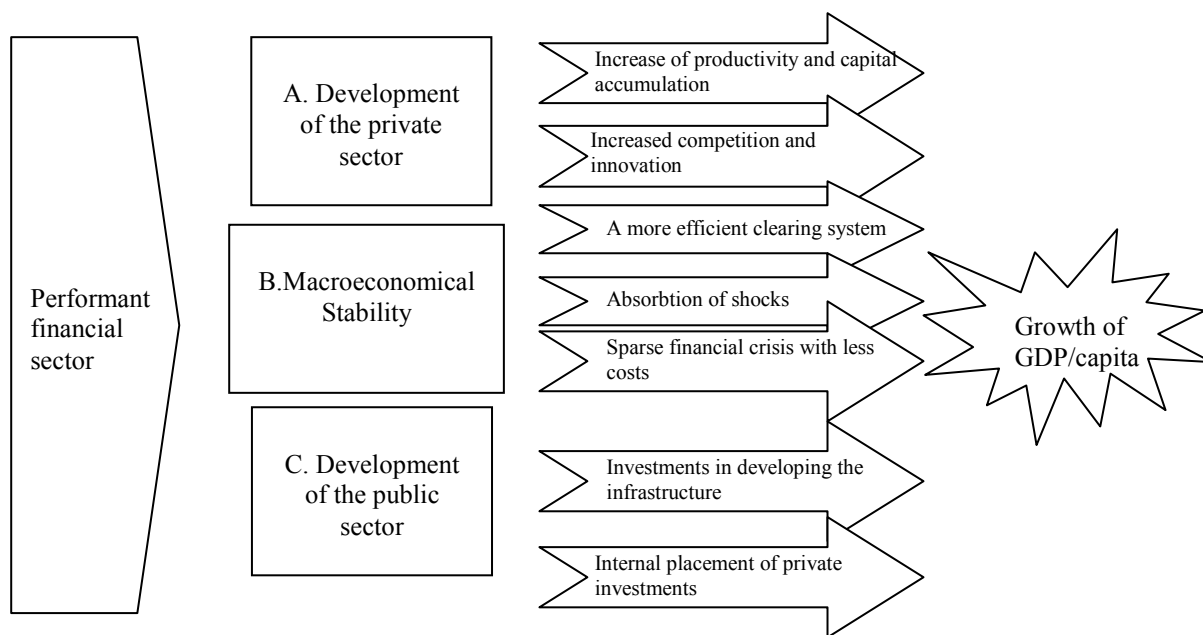 Performant
financial
sector
A. Development
of the private
sector
B.Macroeconomical
Stability
C. Development
of the public
sector
Increase of productivity and capital
accumulation
Increased competition and
innovation
A more efficient clearing system
Absorbtion of shocks
Sparse financial crisis with less
costs
Investments in developing the
infrastructure
Internal placement of private
investments
Growth of
GDP/capita